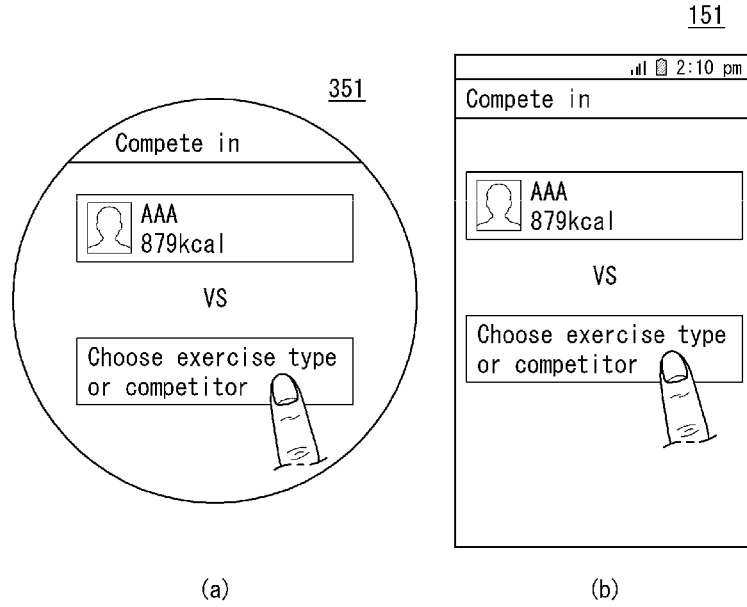 351
Compete in
AAA
879kcal
VS
Choose exercise type
or competitor
(a)
151
2:10 pm
Compete in
AAA
879kcal
VS
Choose exercise type
or competitor
(b)